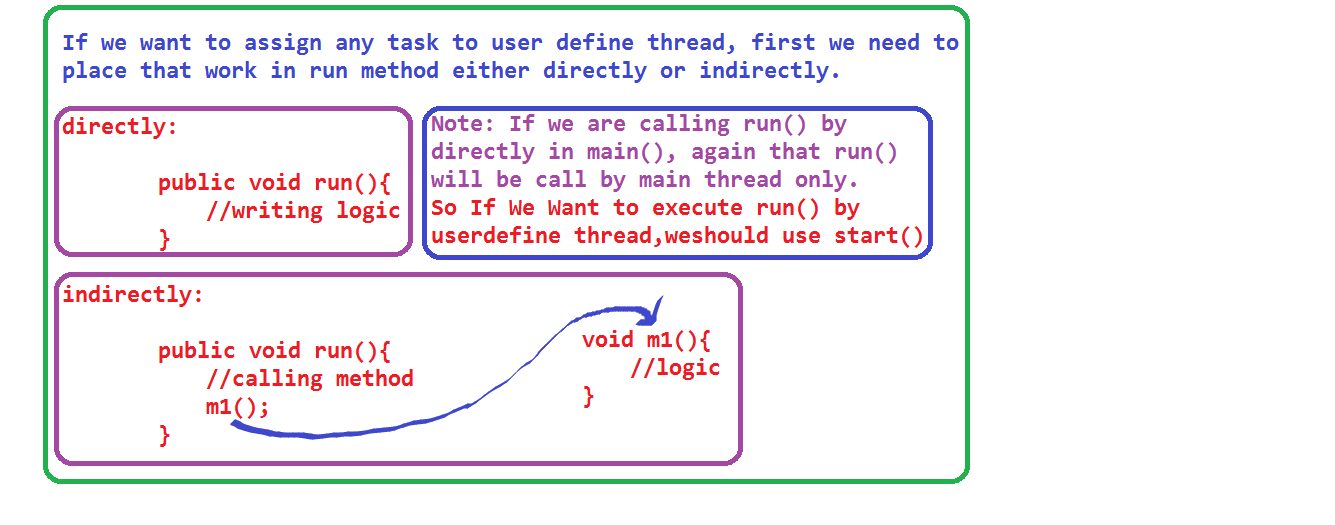 If we want to assign any task to user define thread, first we need to
place that work in run method either directly or indirectly.
directly:
public void run(){
//writing logic
}
Note: If we are calling run() by
directly in main(), again that run()
will be call by main thread only.
So If We Want to execute run() by
userdefine thread,weshould use start()
indirectly:
public void run(){
//calling method
m1();
}
void m1(){
//logic
}